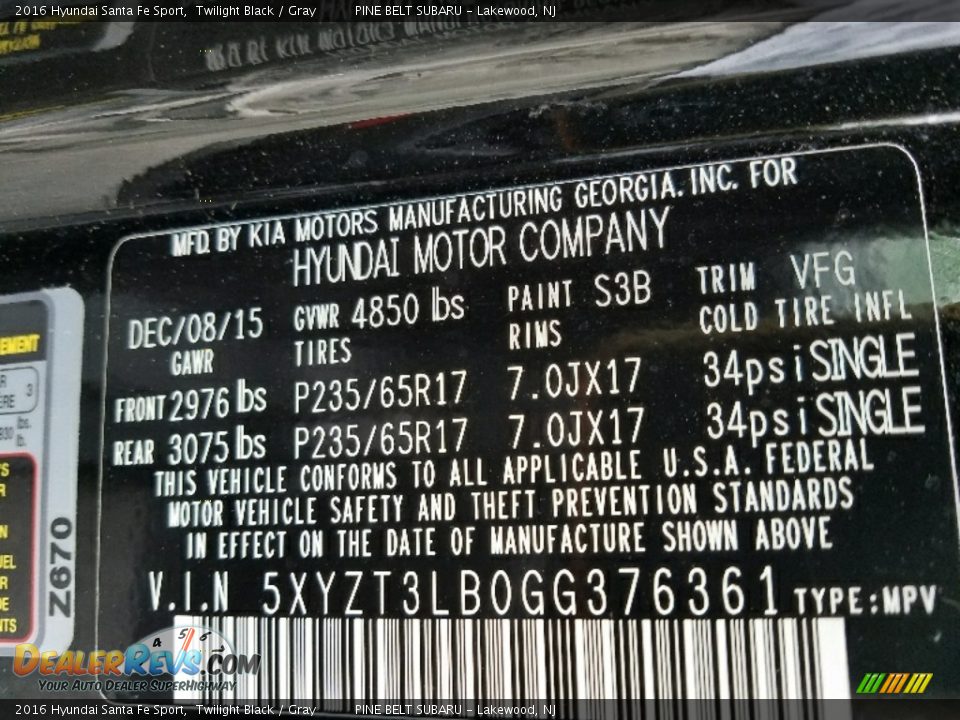 2016 Hyundai Santa Fe Sport, Twilight Black / Gray PINE BELT SUBARU - Lakewood, NJ
MFD. BY KIA MOTORS MANUFACTURING GEORGIA. INC. FOR
HYUNDAI MOTOR COMPANY
DEC/08/15 GVWR 4850 lbs PAINT S3B TRIM VFG
GAWR TIRES RIMS COLD TIRE INFL
FRONT 2976 lbs P235/65R17 7.0JX17 34psi SINGLE
REAR 3075 lbs P235/65R17 7.0JX17 34psi SINGLE
THIS VEHICLE CONFORMS TO ALL APPLICABLE U.S.A. FEDERAL
MOTOR VEHICLE SAFETY AND THEFT PREVENTION STANDARDS
IN EFFECT ON THE DATE OF MANUFACTURE SHOWN ABOVE
V.I.N 5XYZT3LB0GG376361 TYPE:MPV
Z670
4 5 6
DEALERREVS.COM
Your Auto Dealer SuperHighway
2016 Hyundai Santa Fe Sport, Twilight Black / Gray PINE BELT SUBARU - Lakewood, NJ